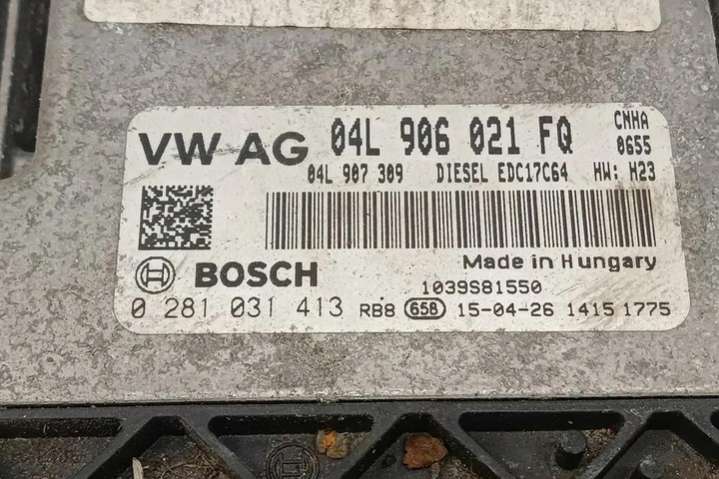 VW AG 04L 906 021 FQ CNHA
0655
04L 907 309 DIESEL EDC17C64 HW: H23
Made in Hungary
BOSCH 1039S81550
0 281 031 413 RB8 658 15-04-26 1415 1775